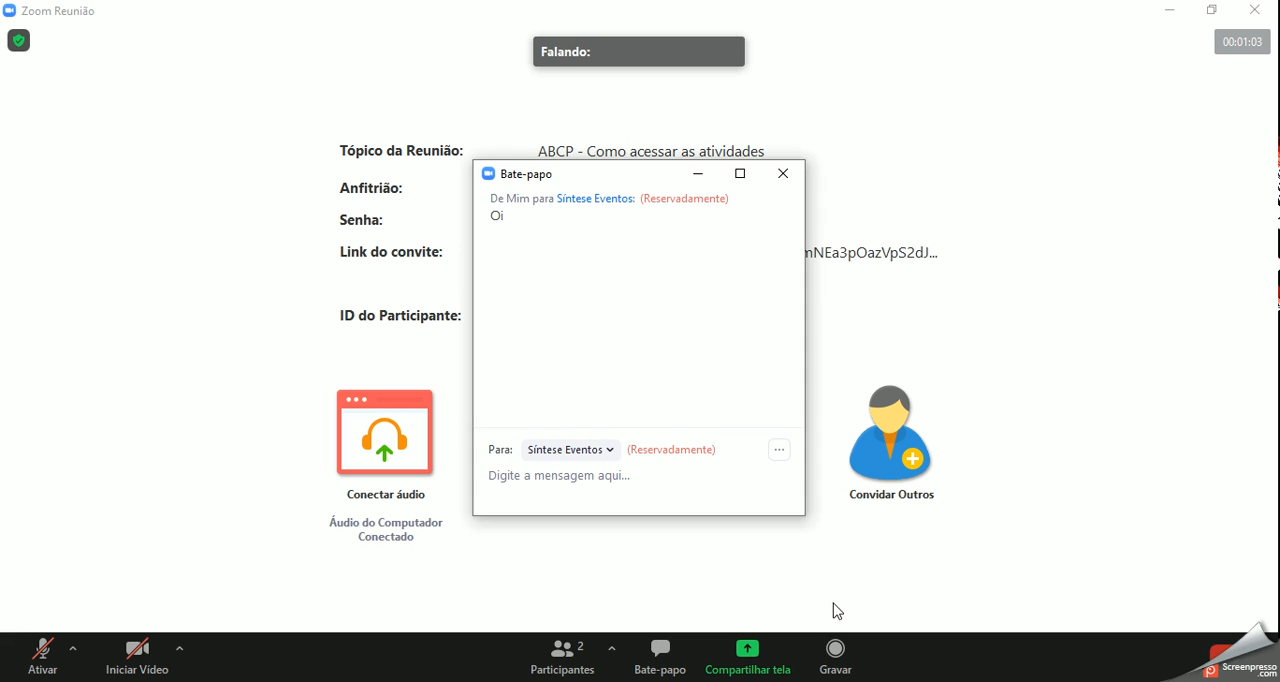 Zoom Reunião
00:01:03
Falando:
Tópico da Reunião: ABCP - Como acessar as atividades
Anfitrião:
Senha:
Link do convite: nNEa3pOazVpS2dJ...
ID do Participante:
Bate-papo
De Mim para Síntese Eventos: (Reservadamente)
Oi
Para: Síntese Eventos (Reservadamente)
...
Digite a mensagem aqui...
Conectar áudio
Áudio do Computador
Conectado
Convidar Outros
Ativar
Iniciar Vídeo
Participantes 2
Bate-papo
Compartilhar tela
Gravar
Screenpresso
.com